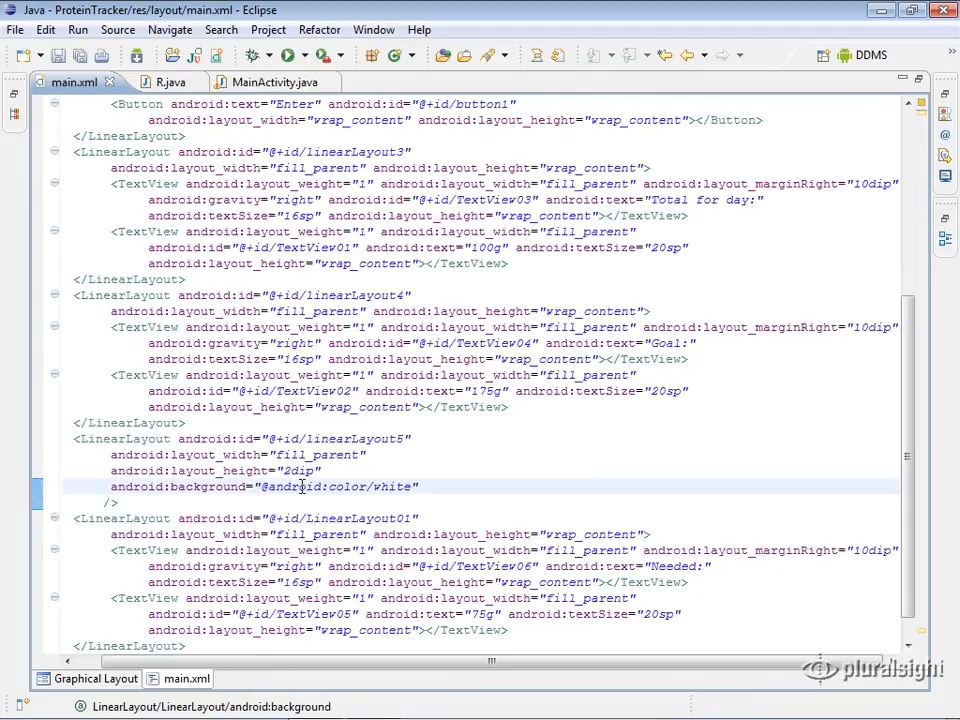 Java - ProteinTracker/res/layout/main.xml - Eclipse
File Edit Run Source Navigate Search Project Refactor Window Help
DDMS
main.xml R.java MainActivity.java
<Button android:text="Enter" android:id="@+id/button1"
android:layout_width="wrap_content" android:layout_height="wrap_content"></Button>
</LinearLayout>
<LinearLayout android:id="@+id/linearLayout3"
android:layout_width="fill_parent" android:layout_height="wrap_content">
<TextView android:layout_weight="1" android:layout_width="fill_parent" android:layout_marginRight="10dip"
android:gravity="right" android:id="@+id/TextView03" android:text="Total for day:"
android:textSize="16sp" android:layout_height="wrap_content"></TextView>
<TextView android:layout_weight="1" android:layout_width="fill_parent"
android:id="@+id/TextView01" android:text="100g" android:textSize="20sp"
android:layout_height="wrap_content"></TextView>
</LinearLayout>
<LinearLayout android:id="@+id/linearLayout4"
android:layout_width="fill_parent" android:layout_height="wrap_content">
<TextView android:layout_weight="1" android:layout_width="fill_parent" android:layout_marginRight="10dip"
android:gravity="right" android:id="@+id/TextView04" android:text="Goal:"
android:textSize="16sp" android:layout_height="wrap_content"></TextView>
<TextView android:layout_weight="1" android:layout_width="fill_parent"
android:id="@+id/TextView02" android:text="175g" android:textSize="20sp"
android:layout_height="wrap_content"></TextView>
</LinearLayout>
<LinearLayout android:id="@+id/linearLayout5"
android:layout_width="fill_parent"
android:layout_height="2dip"
android:background="@android:color/white"
/>
<LinearLayout android:id="@+id/LinearLayout01"
android:layout_width="fill_parent" android:layout_height="wrap_content">
<TextView android:layout_weight="1" android:layout_width="fill_parent" android:layout_marginRight="10dip"
android:gravity="right" android:id="@+id/TextView06" android:text="Needed:"
android:textSize="16sp" android:layout_height="wrap_content"></TextView>
<TextView android:layout_weight="1" android:layout_width="fill_parent"
android:id="@+id/TextView05" android:text="75g" android:textSize="20sp"
android:layout_height="wrap_content"></TextView>
</LinearLayout>
pluralsight
Graphical Layout main.xml
LinearLayout/LinearLayout/android:background